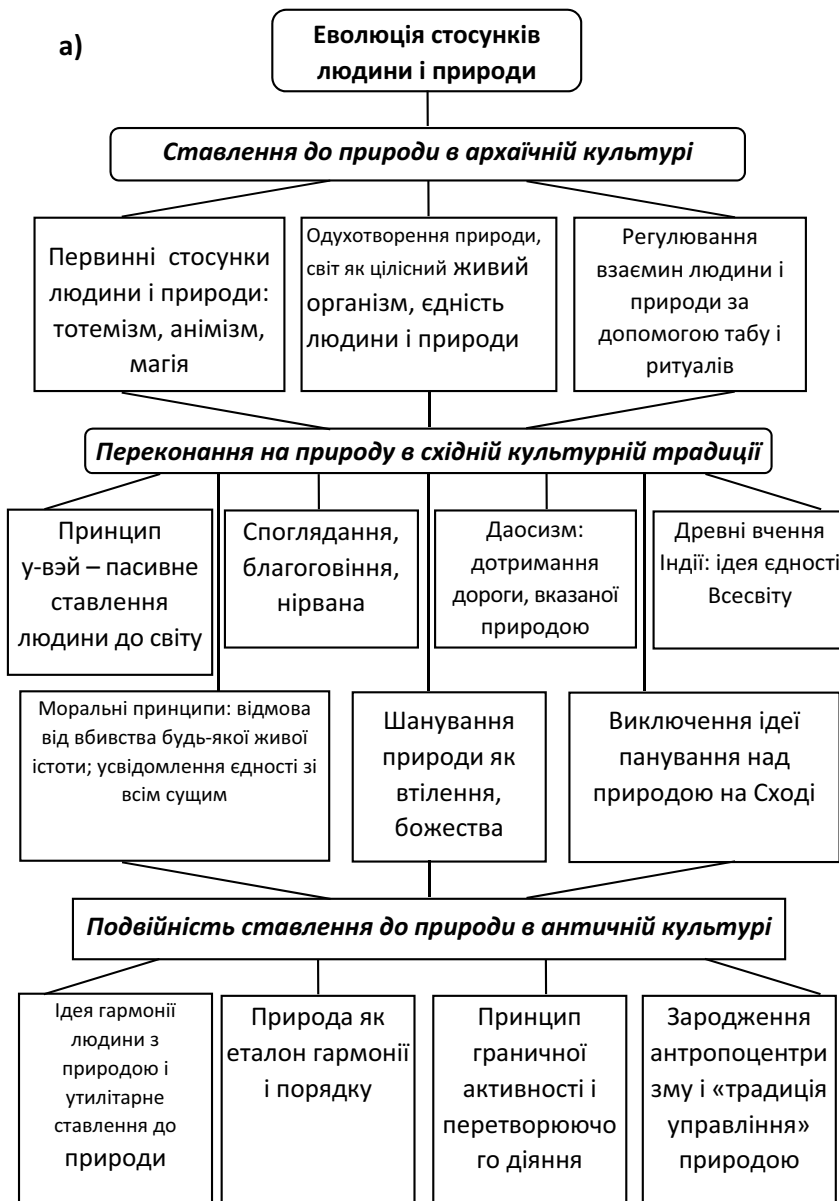 а)
Еволюція стосунків
людини і природи
Ставлення до природи в архаїчній культурі
Первинні стосунки
людини і природи:
тотемізм, анімізм,
магія
Одухотворення природи,
світ як цілісний живий
організм, єдність
людини і природи
Регулювання
взаємин людини і
природи за
допомогою табу і
ритуалів
Переконання на природу в східній культурній традиції
Принцип
у-вэй – пасивне
ставлення
людини до світу
Споглядання,
благоговіння,
нірвана
Даосизм:
дотримання
дороги, вказаної
природою
Древні вчення
Індії: ідея єдності
Всесвіту
Моральні принципи: відмова
від вбивства будь-якої живої
істоти; усвідомлення єдності зі
всім сущим
Шанування
природи як
втілення,
божества
Виключення ідеї
панування над
природою на Сході
Подвійність ставлення до природи в античній культурі
Ідея гармонії
людини з
природою і
утилітарне
ставлення до
природи
Природа як
еталон гармонії
і порядку
Принцип
граничної
активності і
перетворюючо
го діяння
Зародження
антропоцентри
зму і «традиція
управління»
природою